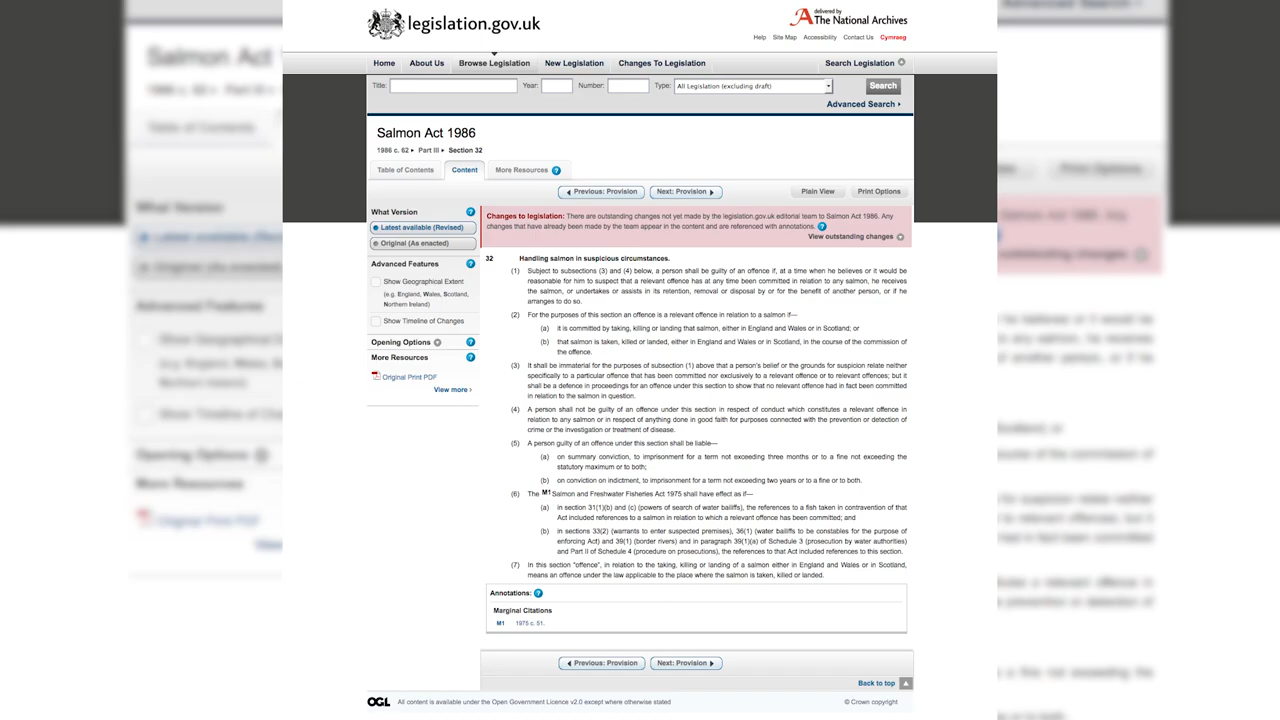 legislation.gov.uk
delivered by
The National Archives
Help Site Map Accessibility Contact Us Cymraeg
Home About Us Browse Legislation New Legislation Changes To Legislation Search Legislation
Title: Year: Number: Type: All Legislation (excluding draft) Search
Advanced Search
Salmon Act 1986
1986 c. 62 Part III Section 32
Table of Contents Content More Resources ?
Previous: Provision Next: Provision Plain View Print Options
What Version ?
Latest available (Revised)
Original (As enacted)
Advanced Features ?
Show Geographical Extent
(e.g. England, Wales, Scotland,
Northern Ireland)
Show Timeline of Changes
Opening Options ?
More Resources ?
Original Print PDF
View more
Changes to legislation: There are outstanding changes not yet made by the legislation.gov.uk editorial team to Salmon Act 1986. Any
changes that have already been made by the team appear in the content and are referenced with annotations. ?
View outstanding changes
32 Handling salmon in suspicious circumstances.
(1) Subject to subsections (3) and (4) below, a person shall be guilty of an offence if, at a time when he believes or it would be
reasonable for him to suspect that a relevant offence has at any time been committed in relation to any salmon, he receives
the salmon, or undertakes or assists in its retention, removal or disposal by or for the benefit of another person, or if he
arranges to do so.
(2) For the purposes of this section an offence is a relevant offence in relation to a salmon if—
(a) it is committed by taking, killing or landing that salmon, either in England and Wales or in Scotland; or
(b) that salmon is taken, killed or landed, either in England and Wales or in Scotland, in the course of the commission of
the offence.
(3) It shall be immaterial for the purposes of subsection (1) above that a person's belief or the grounds for suspicion relate neither
specifically to a particular offence that has been committed nor exclusively to a relevant offence or to relevant offences; but it
shall be a defence in proceedings for an offence under this section to show that no relevant offence had in fact been committed
in relation to the salmon in question.
(4) A person shall not be guilty of an offence under this section in respect of conduct which constitutes a relevant offence in
relation to any salmon or in respect of anything done in good faith for purposes connected with the prevention or detection of
crime or the investigation or treatment of disease.
(5) A person guilty of an offence under this section shall be liable—
(a) on summary conviction, to imprisonment for a term not exceeding three months or to a fine not exceeding the
statutory maximum or to both;
(b) on conviction on indictment, to imprisonment for a term not exceeding two years or to a fine or to both.
(6) The M1 Salmon and Freshwater Fisheries Act 1975 shall have effect as if—
(a) in section 31(1)(b) and (c) (powers of search of water bailiffs), the references to a fish taken in contravention of that
Act included references to a salmon in relation to which a relevant offence has been committed; and
(b) in sections 33(2) (warrants to enter suspected premises), 36(1) (water bailiffs to be constables for the purpose of
enforcing Act) and 39(1) (border rivers) and in paragraph 39(1)(a) of Schedule 3 (prosecution by water authorities)
and Part II of Schedule 4 (procedure on prosecutions), the references to that Act included references to this section.
(7) In this section "offence", in relation to the taking, killing or landing of a salmon either in England and Wales or in Scotland,
means an offence under the law applicable to the place where the salmon is taken, killed or landed.
Annotations: ?
Marginal Citations
M1 1975 c. 51.
Previous: Provision Next: Provision
Back to top
OGL All content is available under the Open Government Licence v2.0 except where otherwise stated © Crown copyright